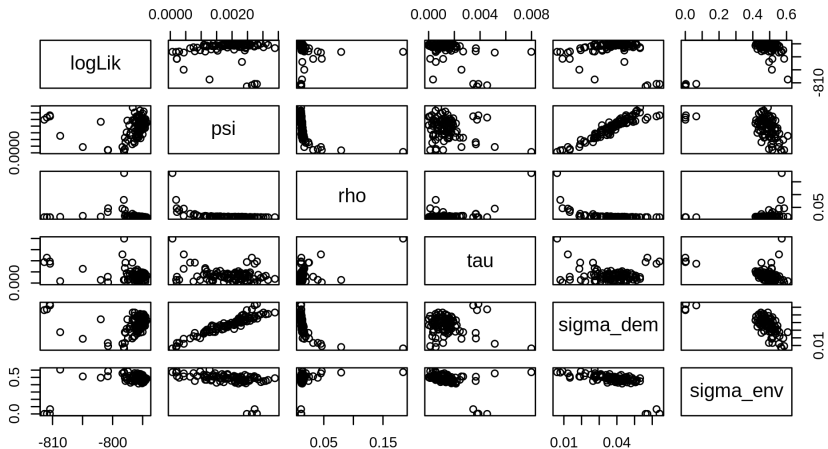 0.0000 0.0020
0.000 0.004 0.008
0.0 0.2 0.4 0.6
logLik
-810
0.0000
psi
rho
0.05
0.000
tau
sigma_dem
0.01
0.0 0.5
sigma_env
-810 -800
0.05 0.15
0.01 0.04